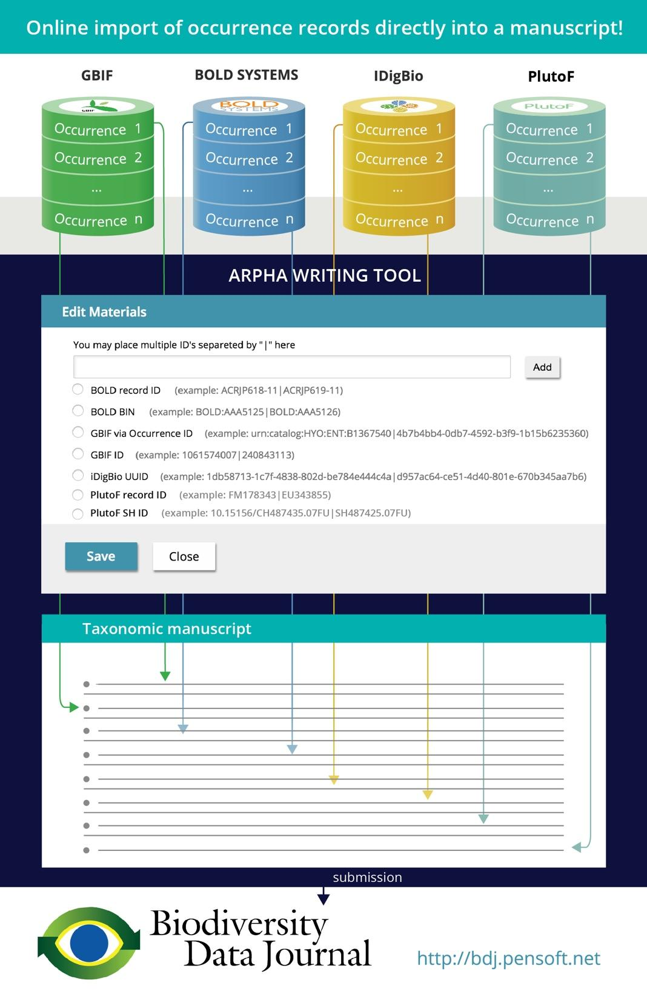 Online import of occurrence records directly into a manuscript!
GBIF
BOLD SYSTEMS
IDigBio
PlutoF
GBIF
BOLD
SYSTEMS
PlutoF
Occurrence 1
Occurrence 2
...
Occurrence n
Occurrence 1
Occurrence 2
...
Occurrence n
Occurrence 1
Occurrence 2
...
Occurrence n
Occurrence 1
Occurrence 2
...
Occurrence n
ARPHA WRITING TOOL
Edit Materials
You may place multiple ID's separeted by "|" here
Add
BOLD record ID (example: ACRJP618-11|ACRJP619-11)
BOLD BIN (example: BOLD:AAA5125|BOLD:AAA5126)
GBIF via Occurrence ID (example: urn:catalog:HYO:ENT:B1367540|4b7b4bb4-0db7-4592-b3f9-1b15b6235360)
GBIF ID (example: 1061574007|240843113)
iDigBio UUID (example: 1db58713-1c7f-4838-802d-be784e444c4a|d957ac64-ce51-4d40-801e-670b345aa7b6)
PlutoF record ID (example: FM178343|EU343855)
PlutoF SH ID (example: 10.15156/CH487435.07FU|SH487425.07FU)
Save
Close
Taxonomic manuscript
submission
Biodiversity
Data Journal
http://bdj.pensoft.net